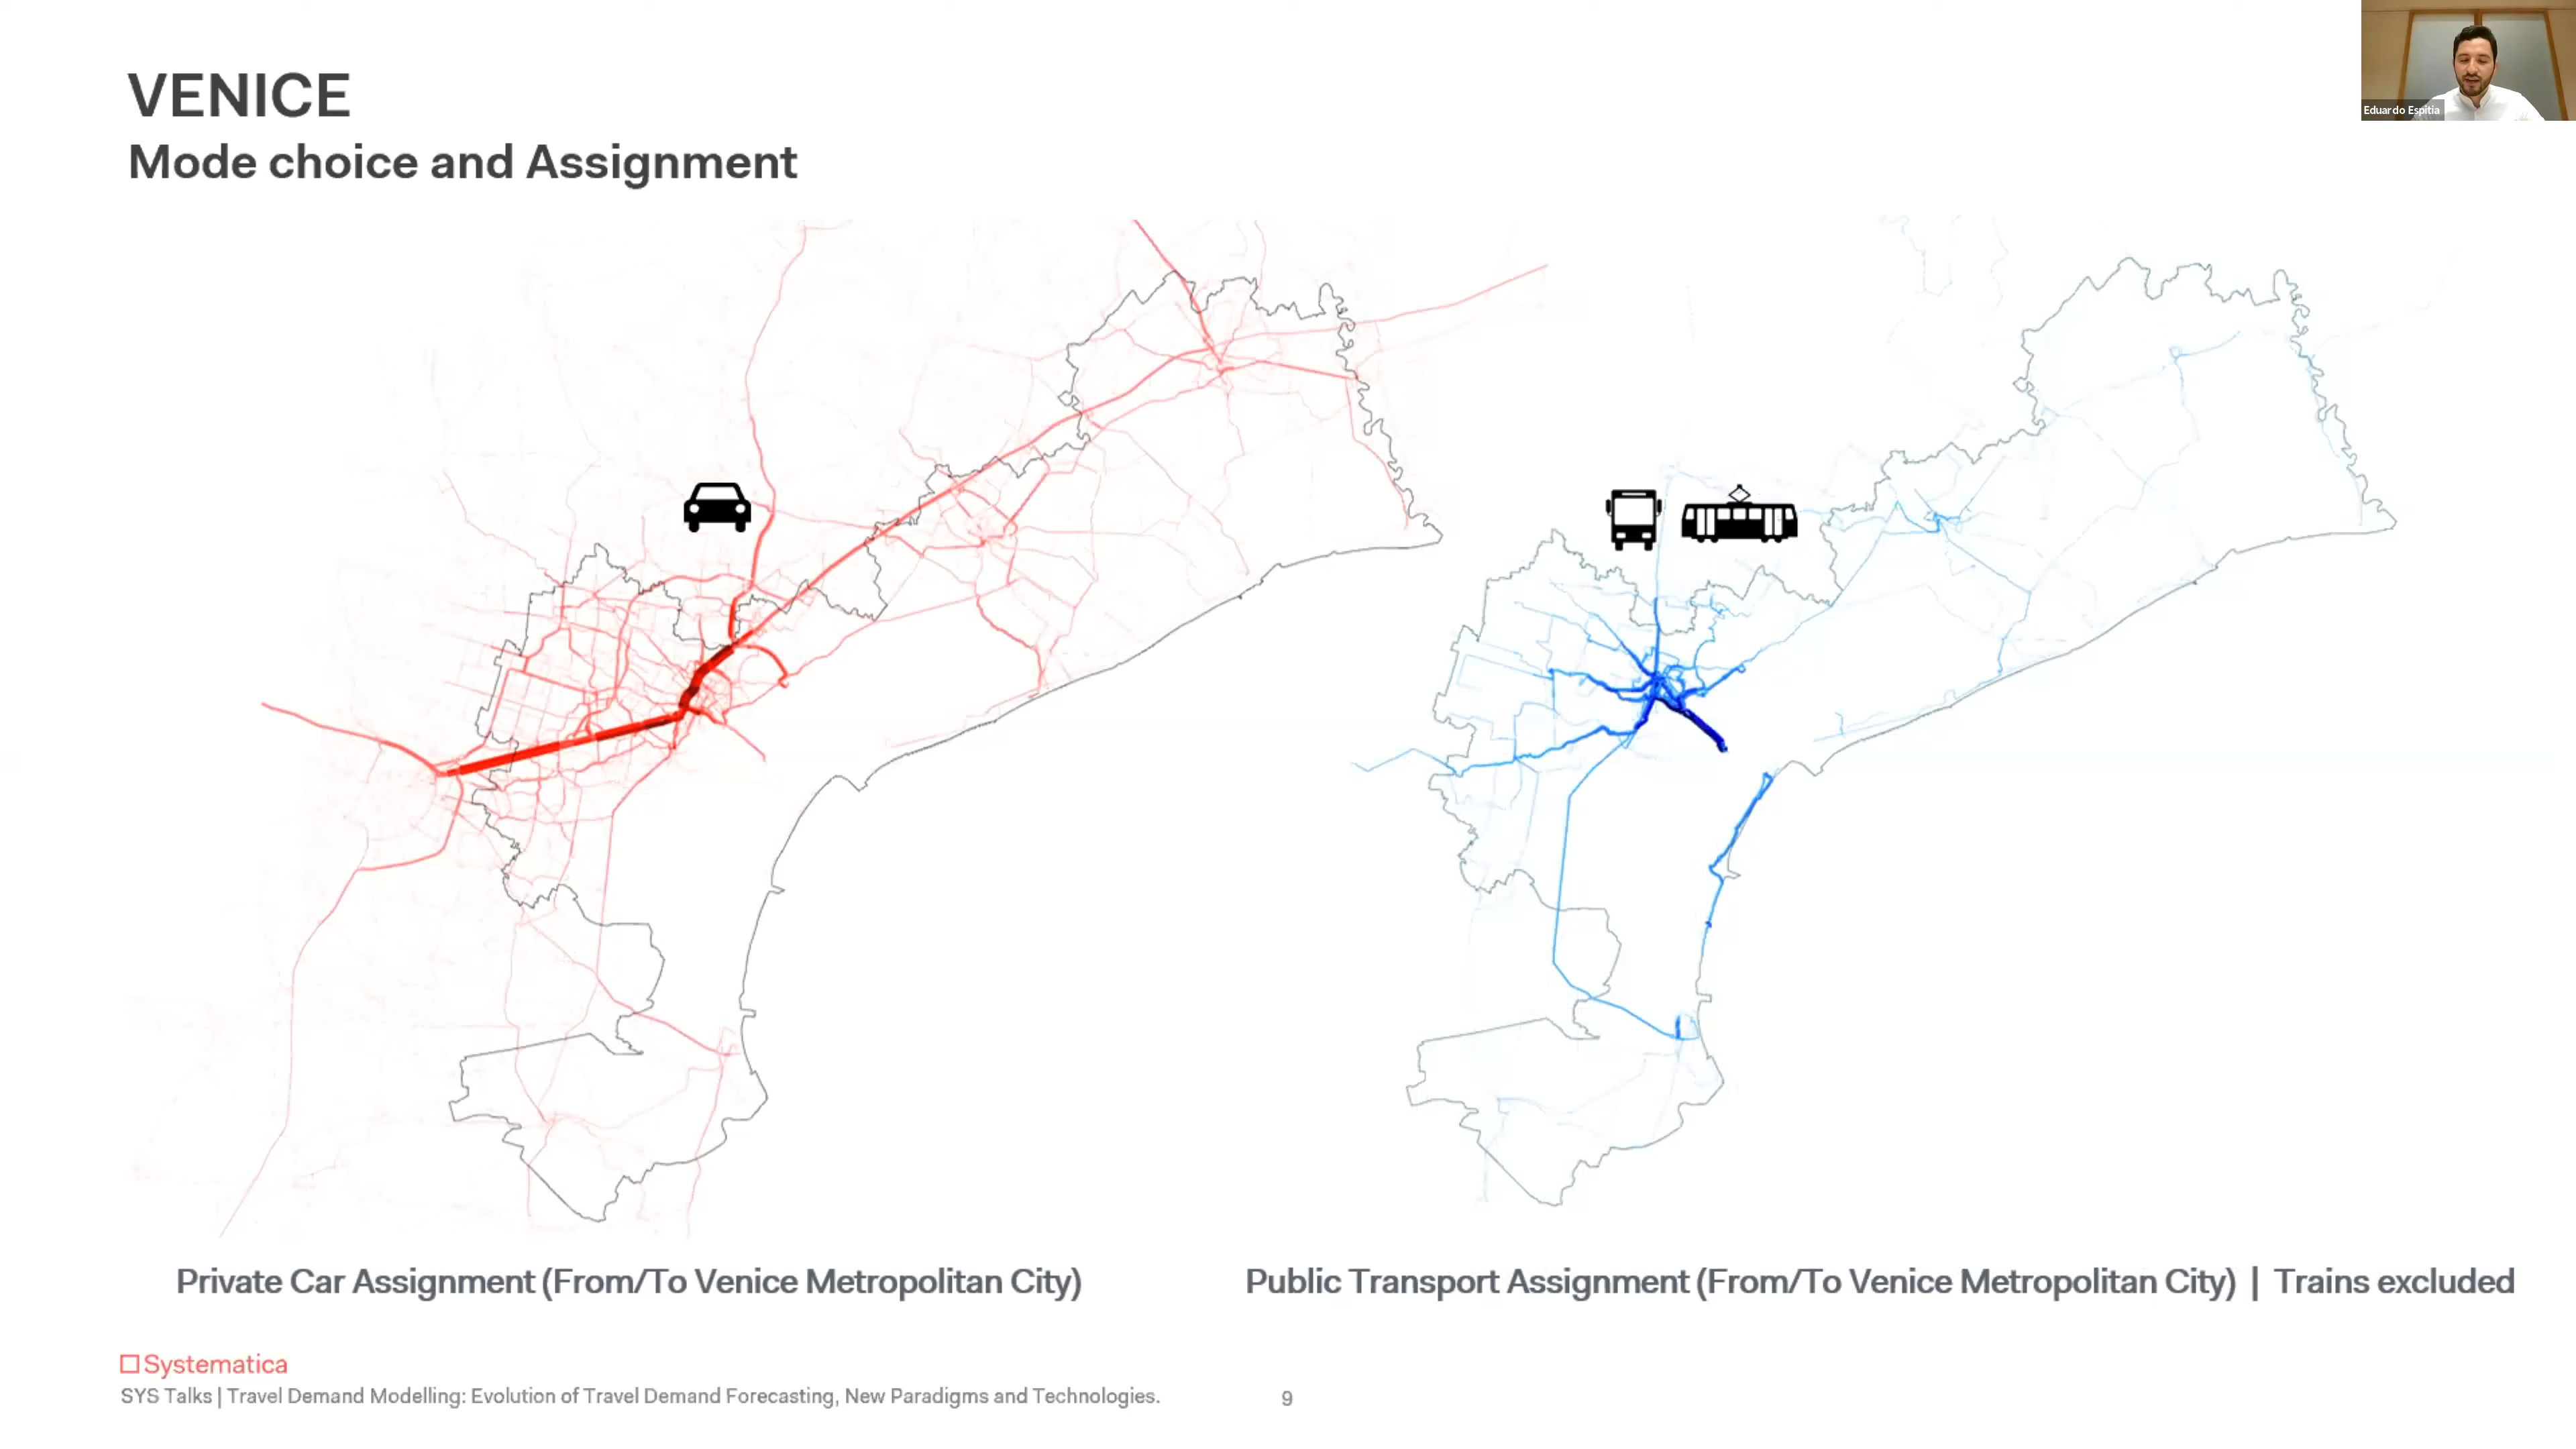 VENICE
Mode choice and Assignment
Eduardo Espitia
Private Car Assignment (From/To Venice Metropolitan City)
Public Transport Assignment (From/To Venice Metropolitan City) | Trains excluded
Systematica
SYS Talks | Travel Demand Modelling: Evolution of Travel Demand Forecasting, New Paradigms and Technologies.
9